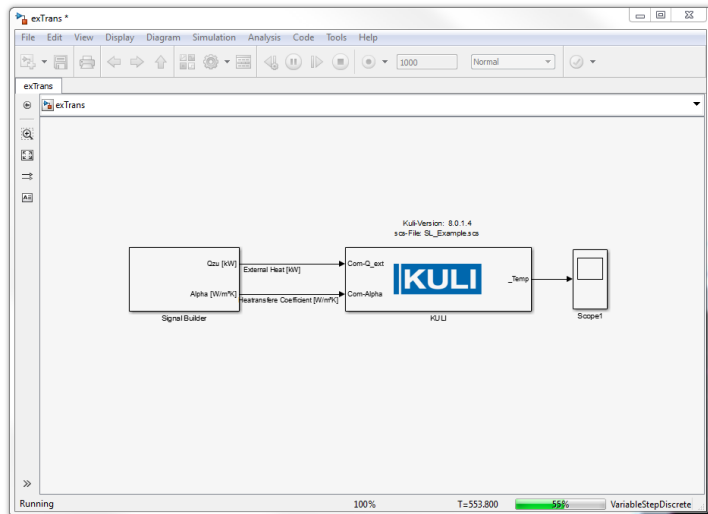 exTrans *
File Edit View Display Diagram Simulation Analysis Code Tools Help
1000 Normal
exTrans
exTrans
Kuli-Version: 8.0.1.4
scs-File: SL_Example.scs
Qzu [kW]
External Heat [kW]
Com-Q_ext
KULI
_Temp
Alpha [W/m²K]
Heatransfere Coefficient [W/m²K]
Com-Alpha
Signal Builder
KULI
Scope1
Running 100% T=553.800 55% VariableStepDiscrete